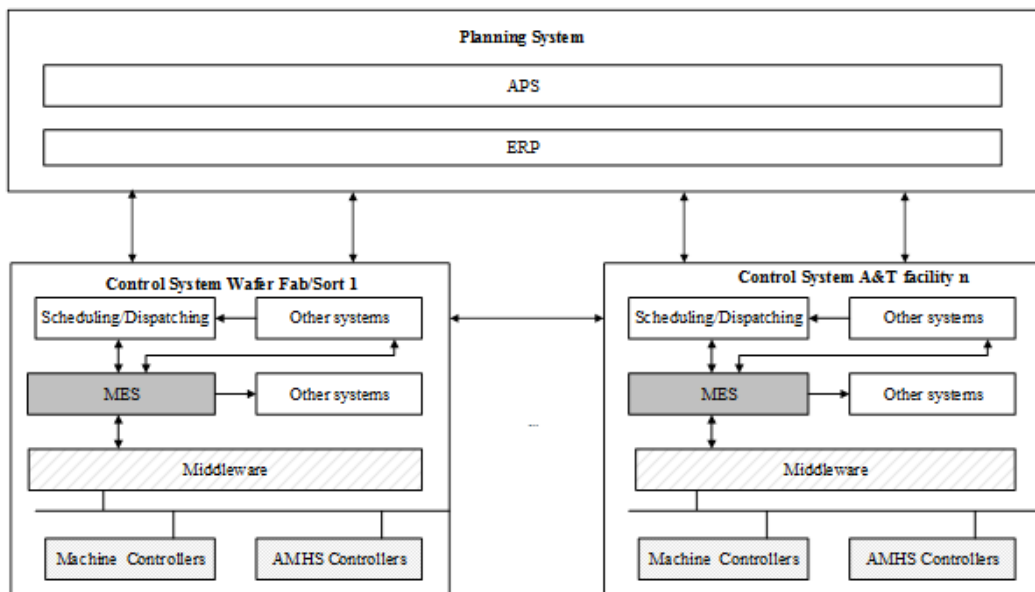 Planning System
APS
ERP
Control System Wafer Fab/Sort 1
Scheduling/Dispatching
Other systems
MES
Other systems
Middleware
Machine Controllers
AMHS Controllers
...
Control System A&T facility n
Scheduling/Dispatching
Other systems
MES
Other systems
Middleware
Machine Controllers
AMHS Controllers